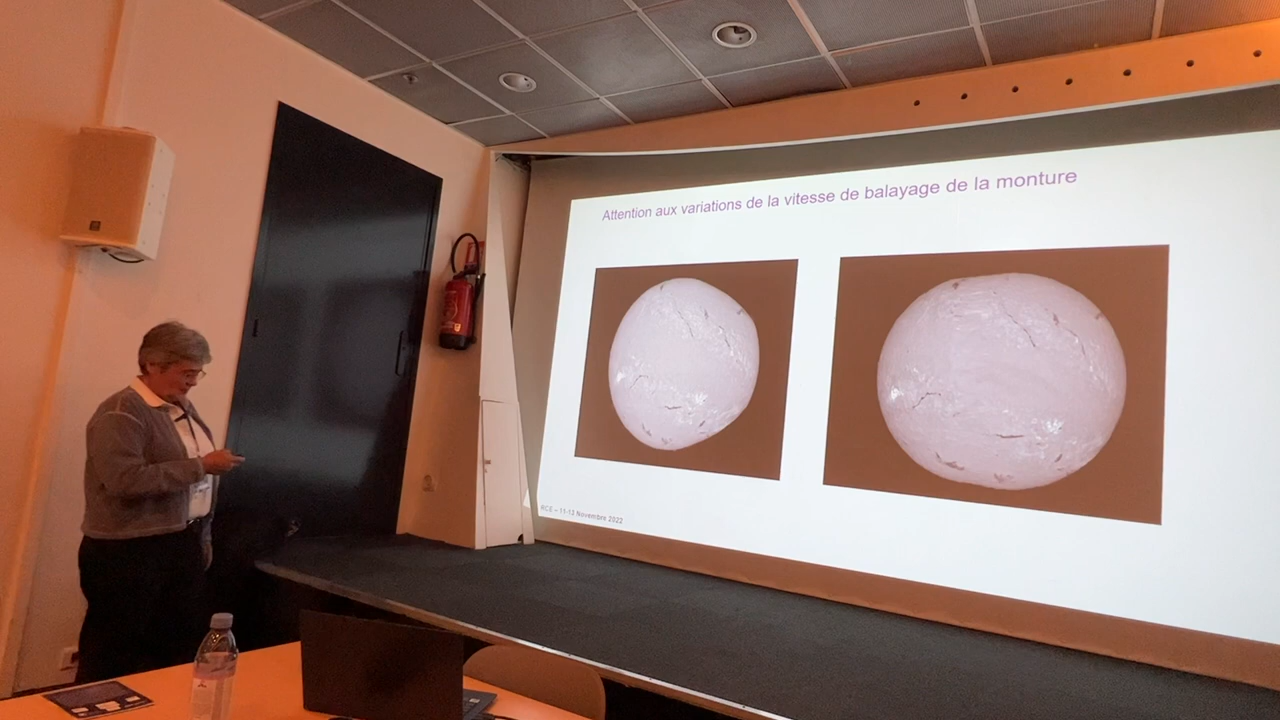 Attention aux variations de la vitesse de balayage de la monture
RCE – 11-13 Novembre 2022